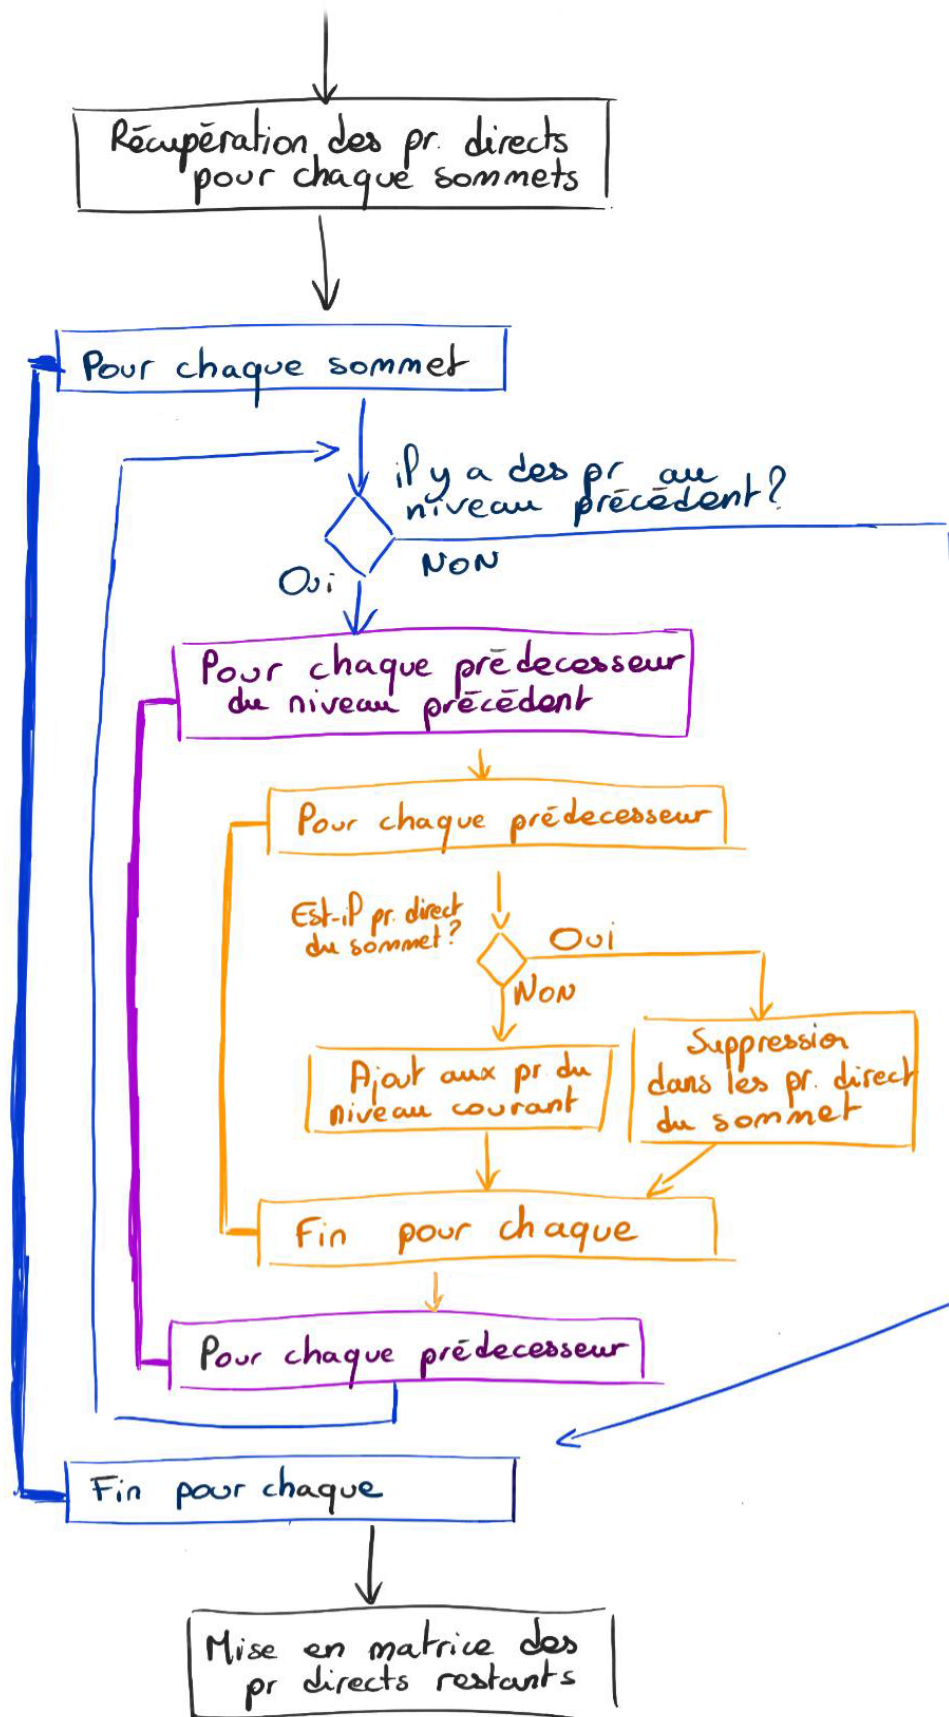 Récupération des pr. directs
pour chaque sommets
Pour chaque sommet
il y a des pr au
niveau précédent?
Oui
NON
Pour chaque prédecesseur
du niveau précédent
Pour chaque prédecesseur
Est-il pr. direct
du sommet?
Oui
NON
Ajout aux pr. du
niveau courant
Suppression
dans les pr. direct
du sommet
Fin pour chaque
Pour chaque prédecesseur
Fin pour chaque
Mise en matrice des
pr directs restants